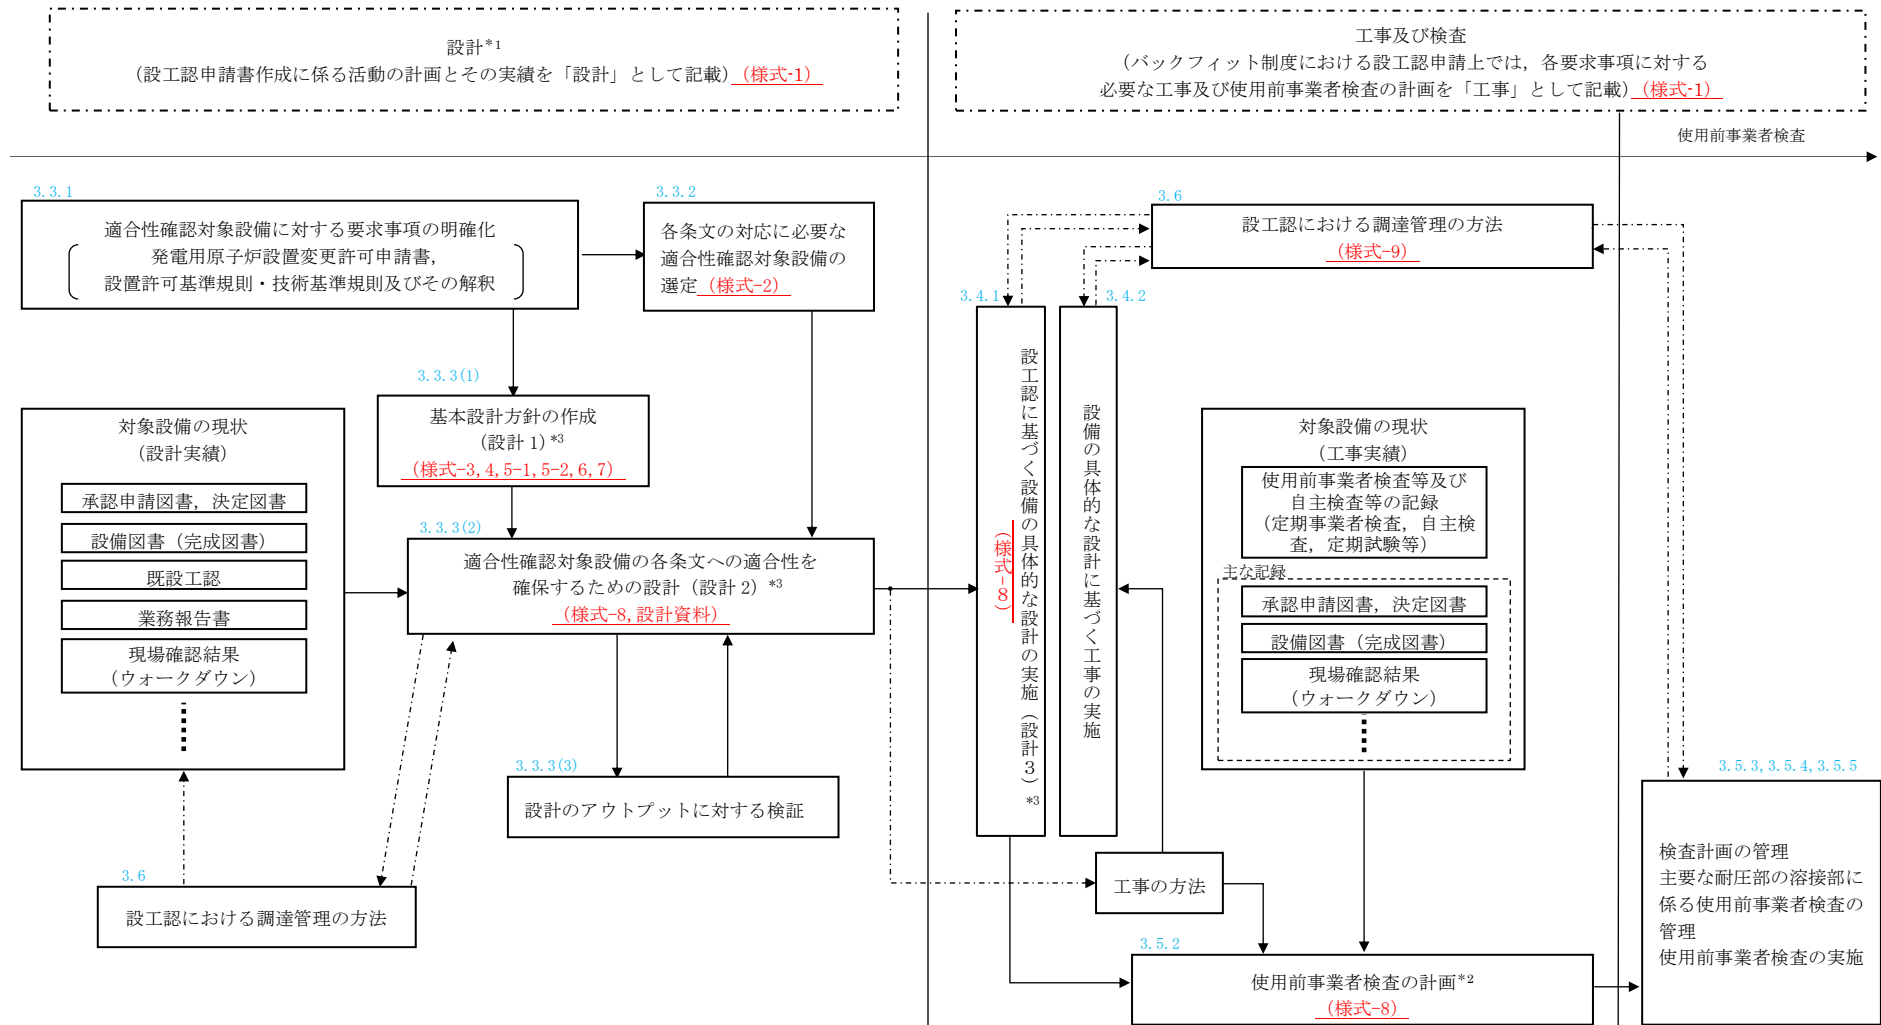 設計*1
（設工認申請書作成に係る活動の計画とその実績を「設計」として記載）（様式-1）
工事及び検査
（バックフィット制度における設工認申請上では，各要求事項に対する
必要な工事及び使用前事業者検査の計画を「工事」として記載）（様式-1）
使用前事業者検査
3.3.1
適合性確認対象設備に対する要求事項の明確化
発電用原子炉設置変更許可申請書，
設置許可基準規則・技術基準規則及びその解釈
3.3.2
各条文の対応に必要な
適合性確認対象設備の
選定（様式-2）
3.3.3(1)
基本設計方針の作成
（設計 1）*3
（様式-3, 4, 5-1, 5-2, 6, 7）
対象設備の現状
（設計実績）
承認申請図書，決定図書
設備図書（完成図書）
既設工認
業務報告書
現場確認結果
（ウォークダウン）
3.3.3(2)
適合性確認対象設備の各条文への適合性を
確保するための設計（設計 2）*3
（様式-8, 設計資料）
3.3.3(3)
設計のアウトプットに対する検証
3.6
設工認における調達管理の方法
3.6
設工認における調達管理の方法
（様式-9）
3.4.1
設工認に基づく設備の具体的な設計の実施（設計３）*3
（様式-８）
3.4.2
設備の具体的な設計に基づく工事の実施
対象設備の現状
（工事実績）
使用前事業者検査等及び
自主検査等の記録
（定期事業者検査，自主検
査，定期試験等）
主な記録
承認申請図書，決定図書
設備図書（完成図書）
現場確認結果
（ウォークダウン）
工事の方法
3.5.2
使用前事業者検査の計画*2
（様式-8）
3.5.3, 3.5.4, 3.5.5
検査計画の管理
主要な耐圧部の溶接部に
係る使用前事業者検査の
管理
使用前事業者検査の実施